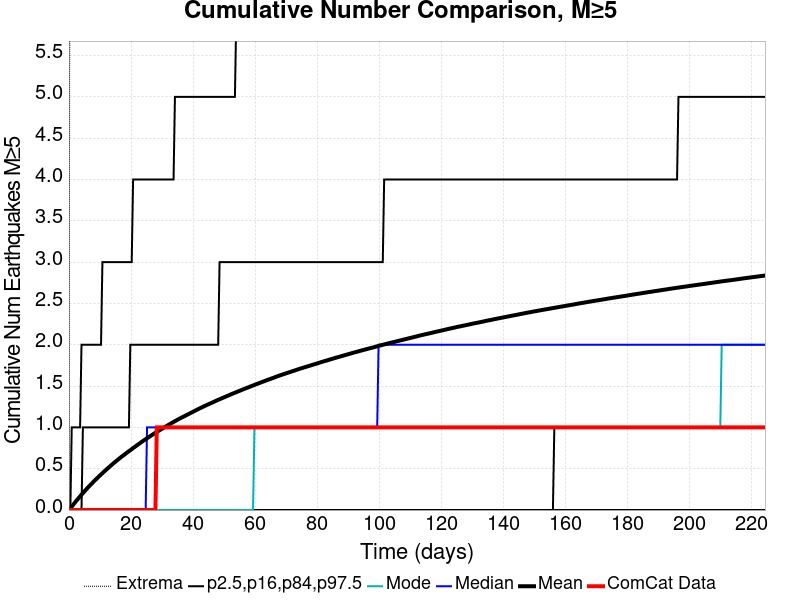 Cumulative Number Comparison, M≥5
Cumulative Num Earthquakes M≥5
5.5
5.0
4.5
4.0
3.5
3.0
2.5
2.0
1.5
1.0
0.5
0.0
0 20 40 60 80 100 120 140 160 180 200 220
Time (days)
Extrema p2.5,p16,p84,p97.5 Mode Median Mean ComCat Data